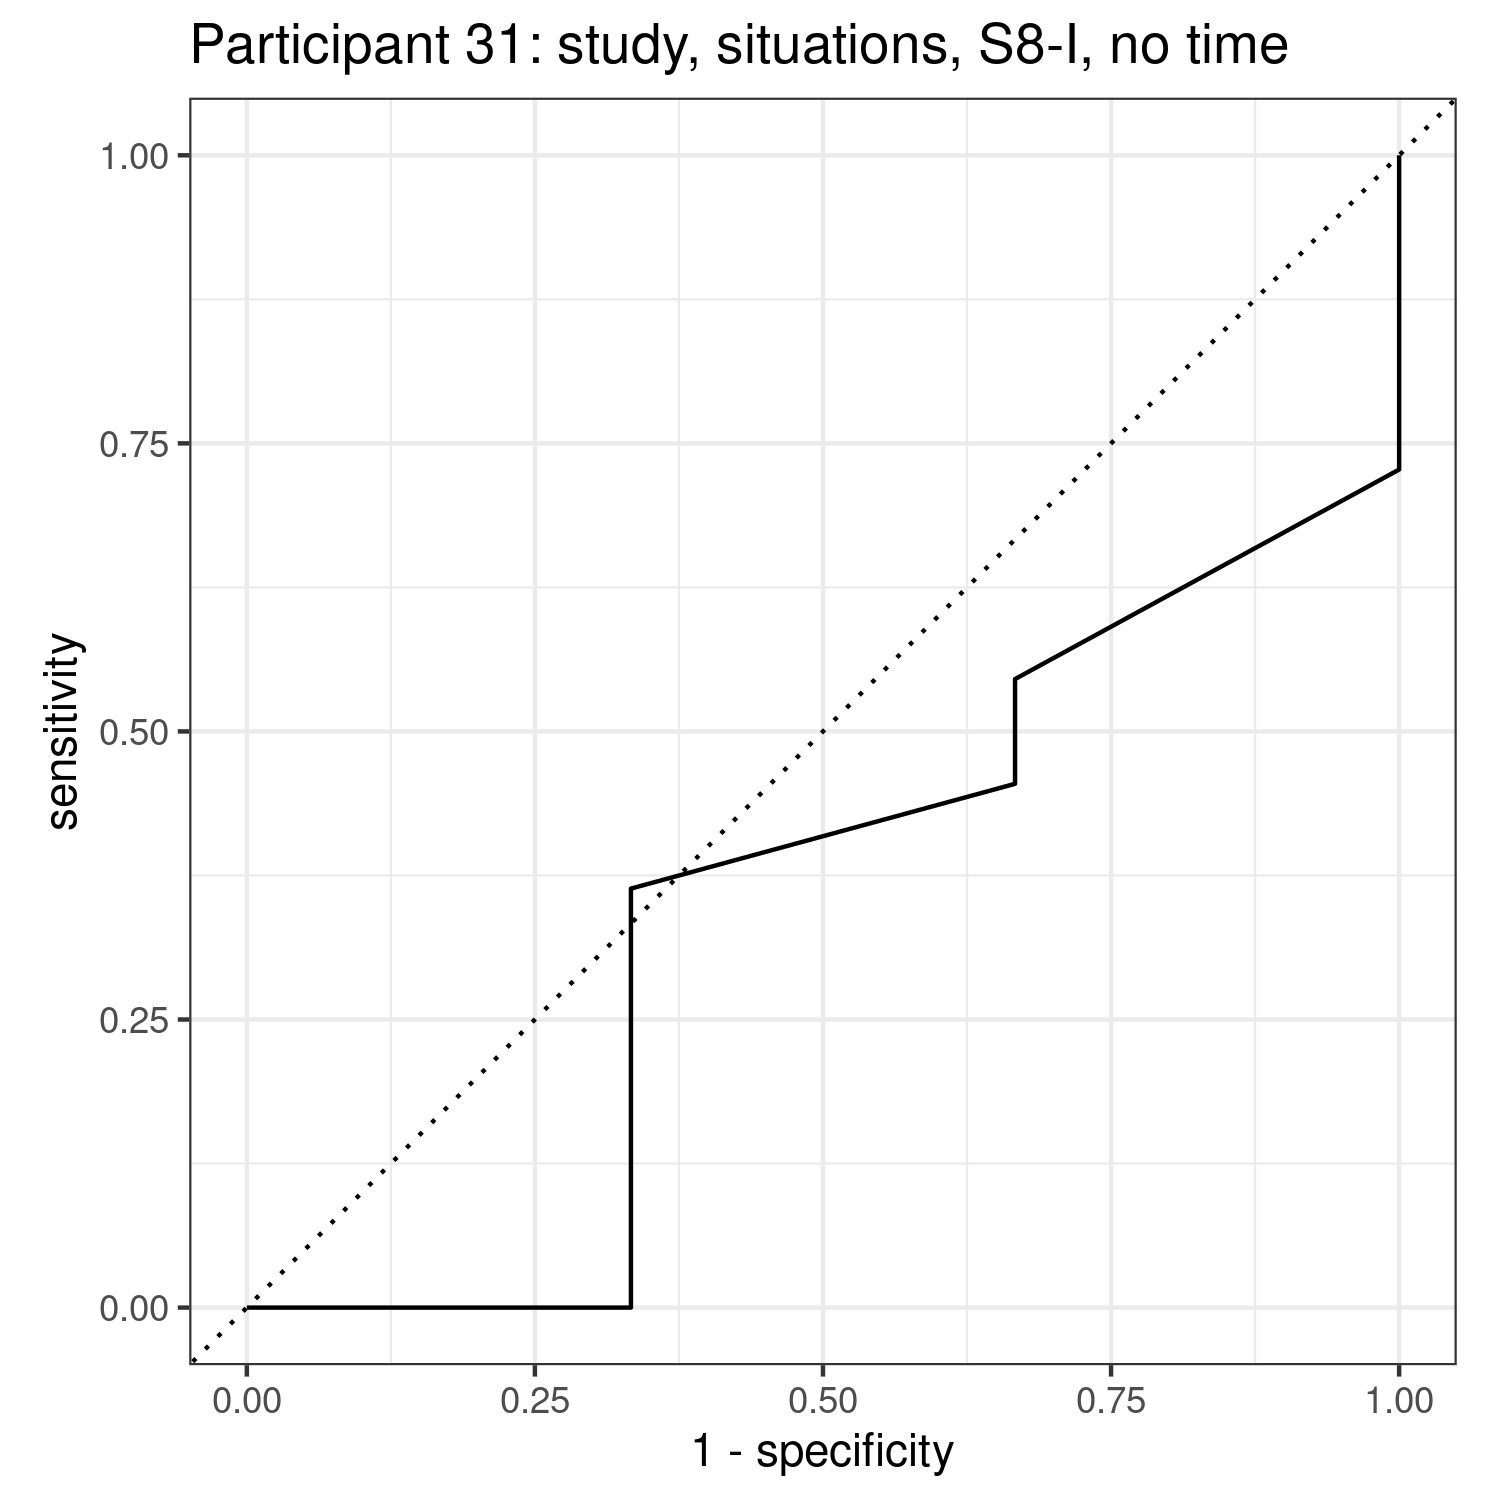 Participant 31: study, situations, S8-I, no time
1.00
0.75
0.50
0.25
0.00
sensitivity
0.00 0.25 0.50 0.75 1.00
1 - specificity